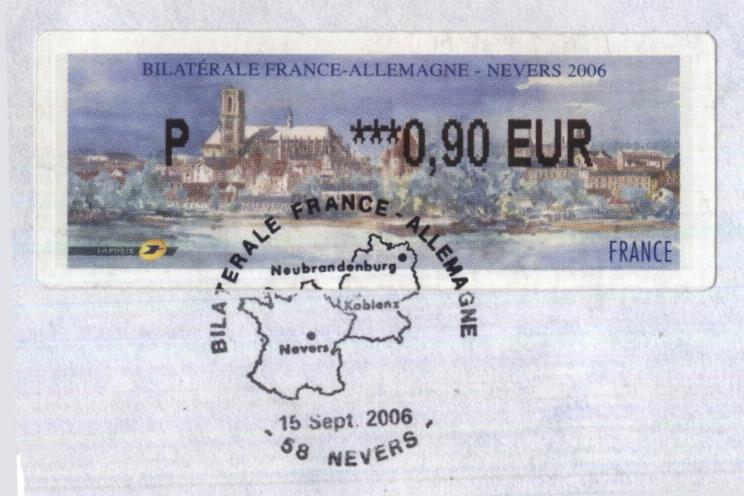 BILATÉRALE FRANCE-ALLEMAGNE - NEVERS 2006
P ***0,90 EUR
LA POSTE
FRANCE
BILATERALE FRANCE-ALLEMAGNE
Neubrandenburg
Koblenz
Nevers
15 Sept. 2006
58 NEVERS